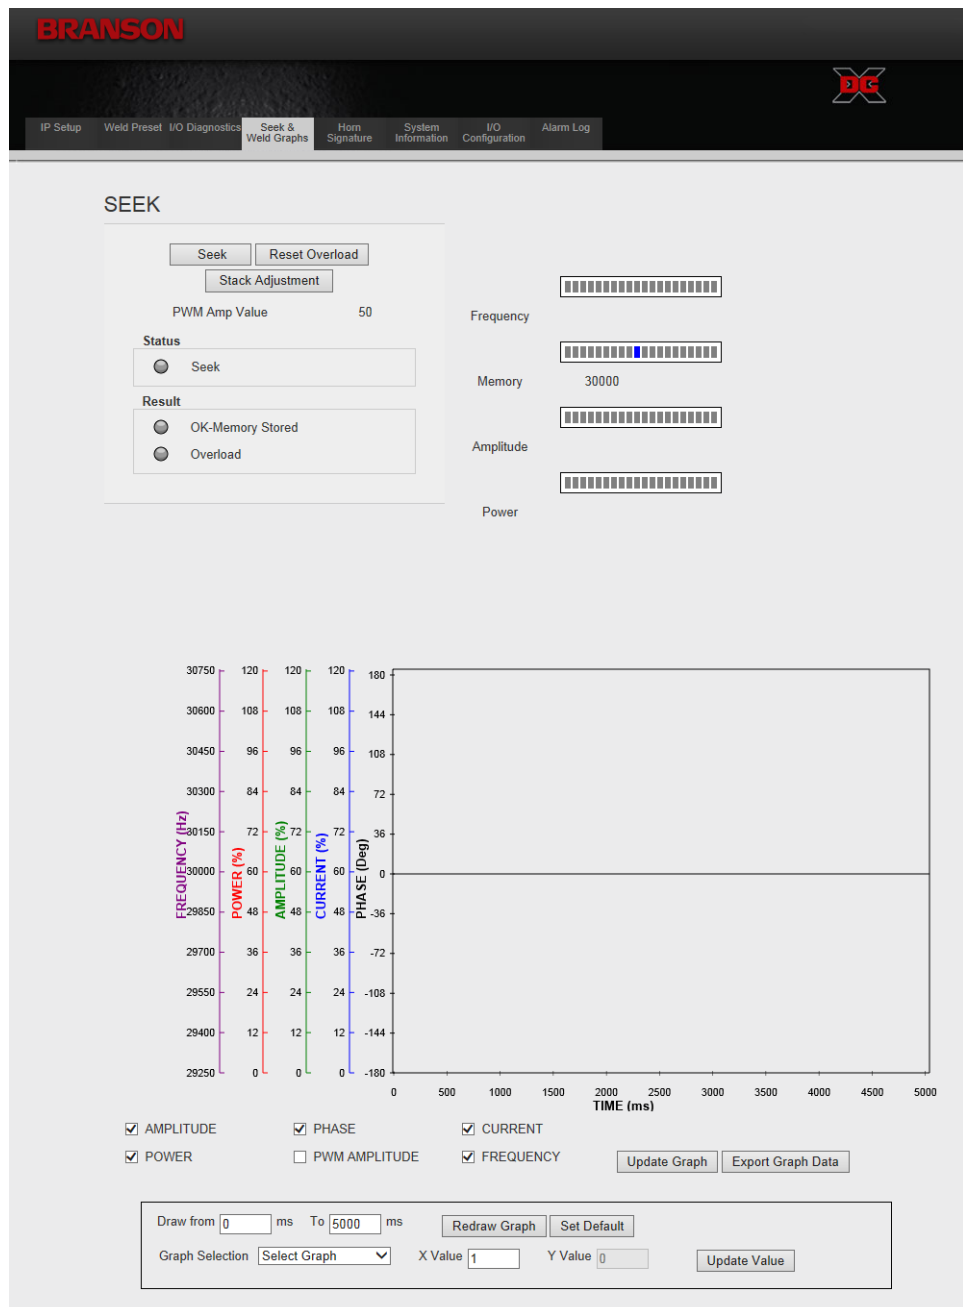 BRANSON
DCX
IP Setup Weld Preset I/O Diagnostics Seek & Weld Graphs Horn Signature System Information I/O Configuration Alarm Log
SEEK
Seek Reset Overload
Stack Adjustment
PWM Amp Value 50
Status
Seek
Result
OK-Memory Stored
Overload
Frequency
Memory 30000
Amplitude
Power
30750 120 120 120 180
30600 108 108 108 144
30450 96 96 96 108
30300 84 84 84 72
30150 72 72 72 36
30000 60 60 60 0
29850 48 48 48 -36
29700 36 36 36 -72
29550 24 24 24 -108
29400 12 12 12 -144
29250 0 0 0 -180
FREQUENCY (Hz)
POWER (%)
AMPLITUDE (%)
CURRENT (%)
PHASE (Deg)
0 500 1000 1500 2000 2500 3000 3500 4000 4500 5000
TIME (ms)
AMPLITUDE PHASE CURRENT
POWER PWM AMPLITUDE FREQUENCY Update Graph Export Graph Data
Draw from 0 ms To 5000 ms Redraw Graph Set Default
Graph Selection Select Graph X Value 1 Y Value 0 Update Value